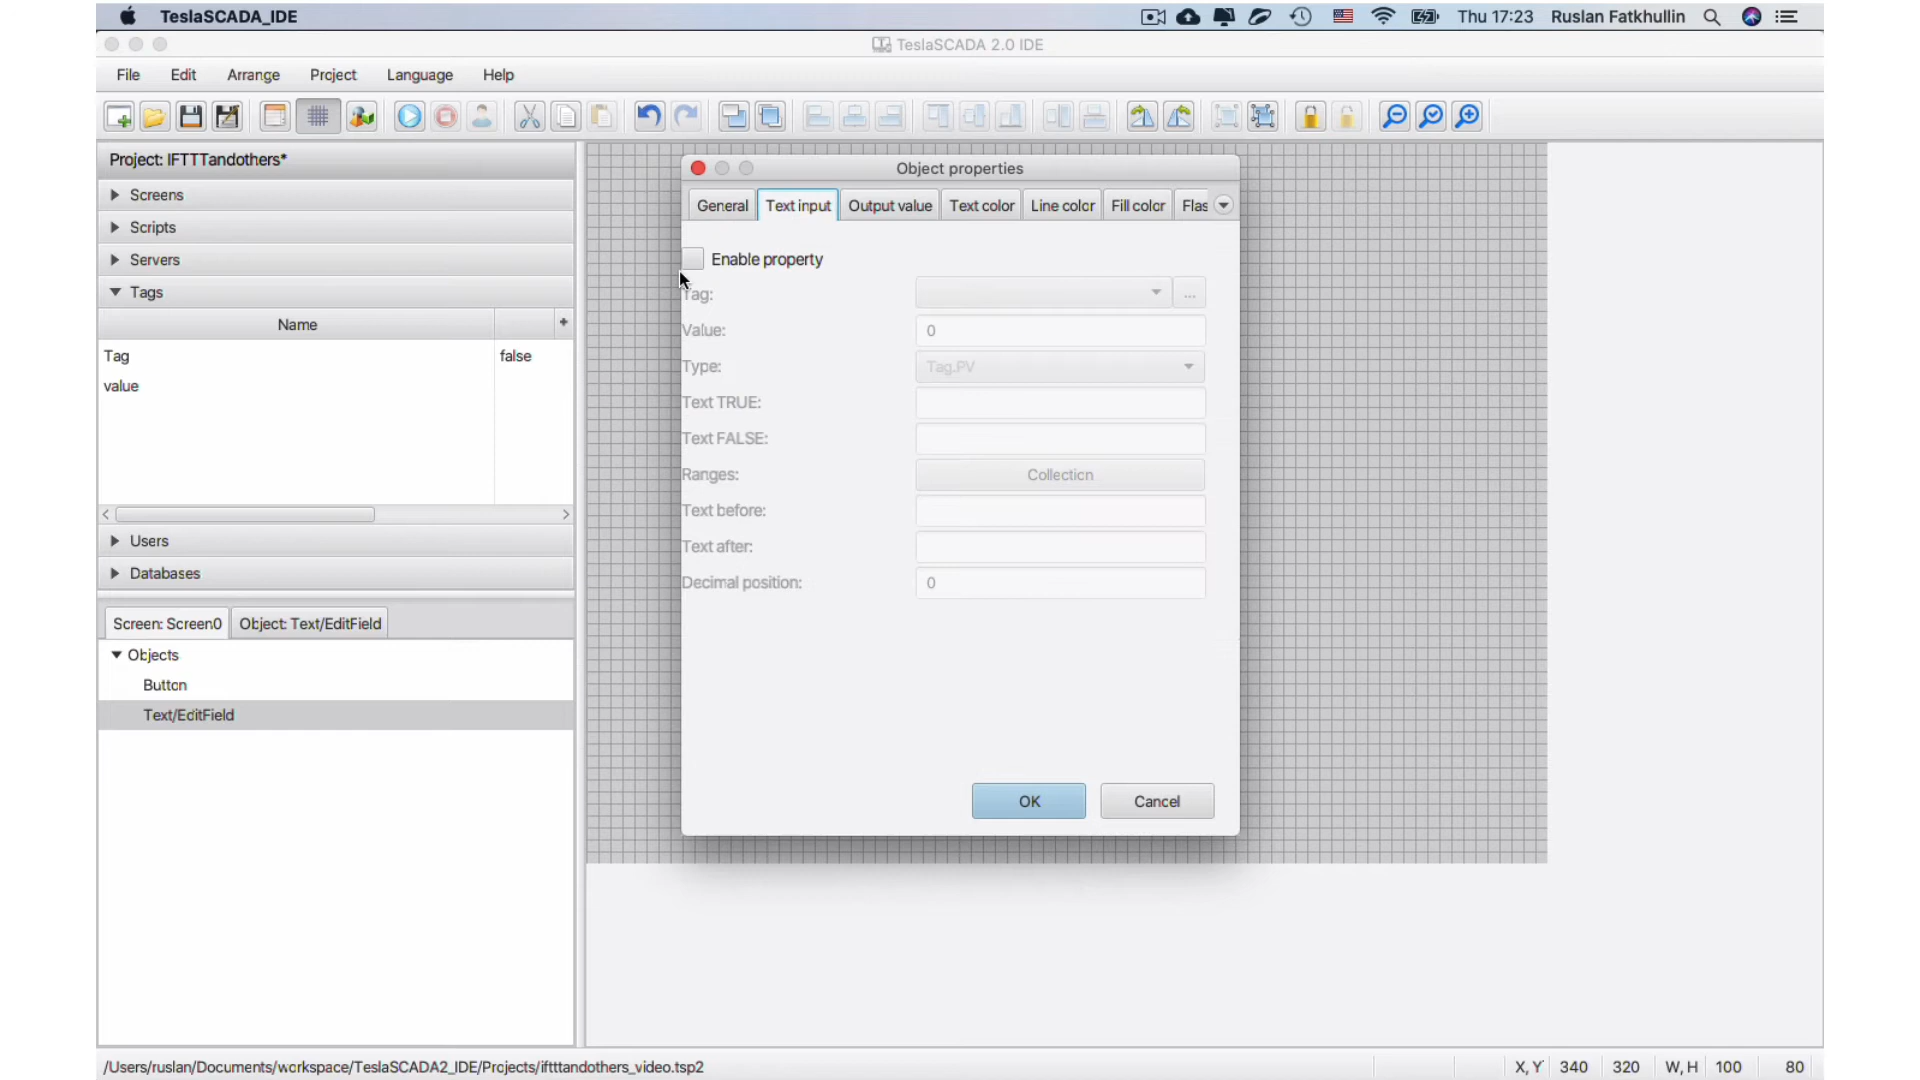 TeslaSCADA_IDE
Thu 17:23 Ruslan Fatkhullin
TeslaSCADA 2.0 IDE
File Edit Arrange Project Language Help
Project: IFTTTandothers*
Screens
Scripts
Servers
Tags
Name +
Tag false
value
Users
Databases
Screen: Screen0 Object: Text/EditField
Objects
Button
Text/EditField
Object properties
General Text input Output value Text color Line color Fill color Flas
Enable property
Tag: ...
Value: 0
Type: Tag.PV
Text TRUE:
Text FALSE:
Ranges: Collection
Text before:
Text after:
Decimal position: 0
OK Cancel
/Users/ruslan/Documents/workspace/TeslaSCADA2_IDE/Projects/iftttandothers_video.tsp2
X, Y 340 320 W, H 100 80